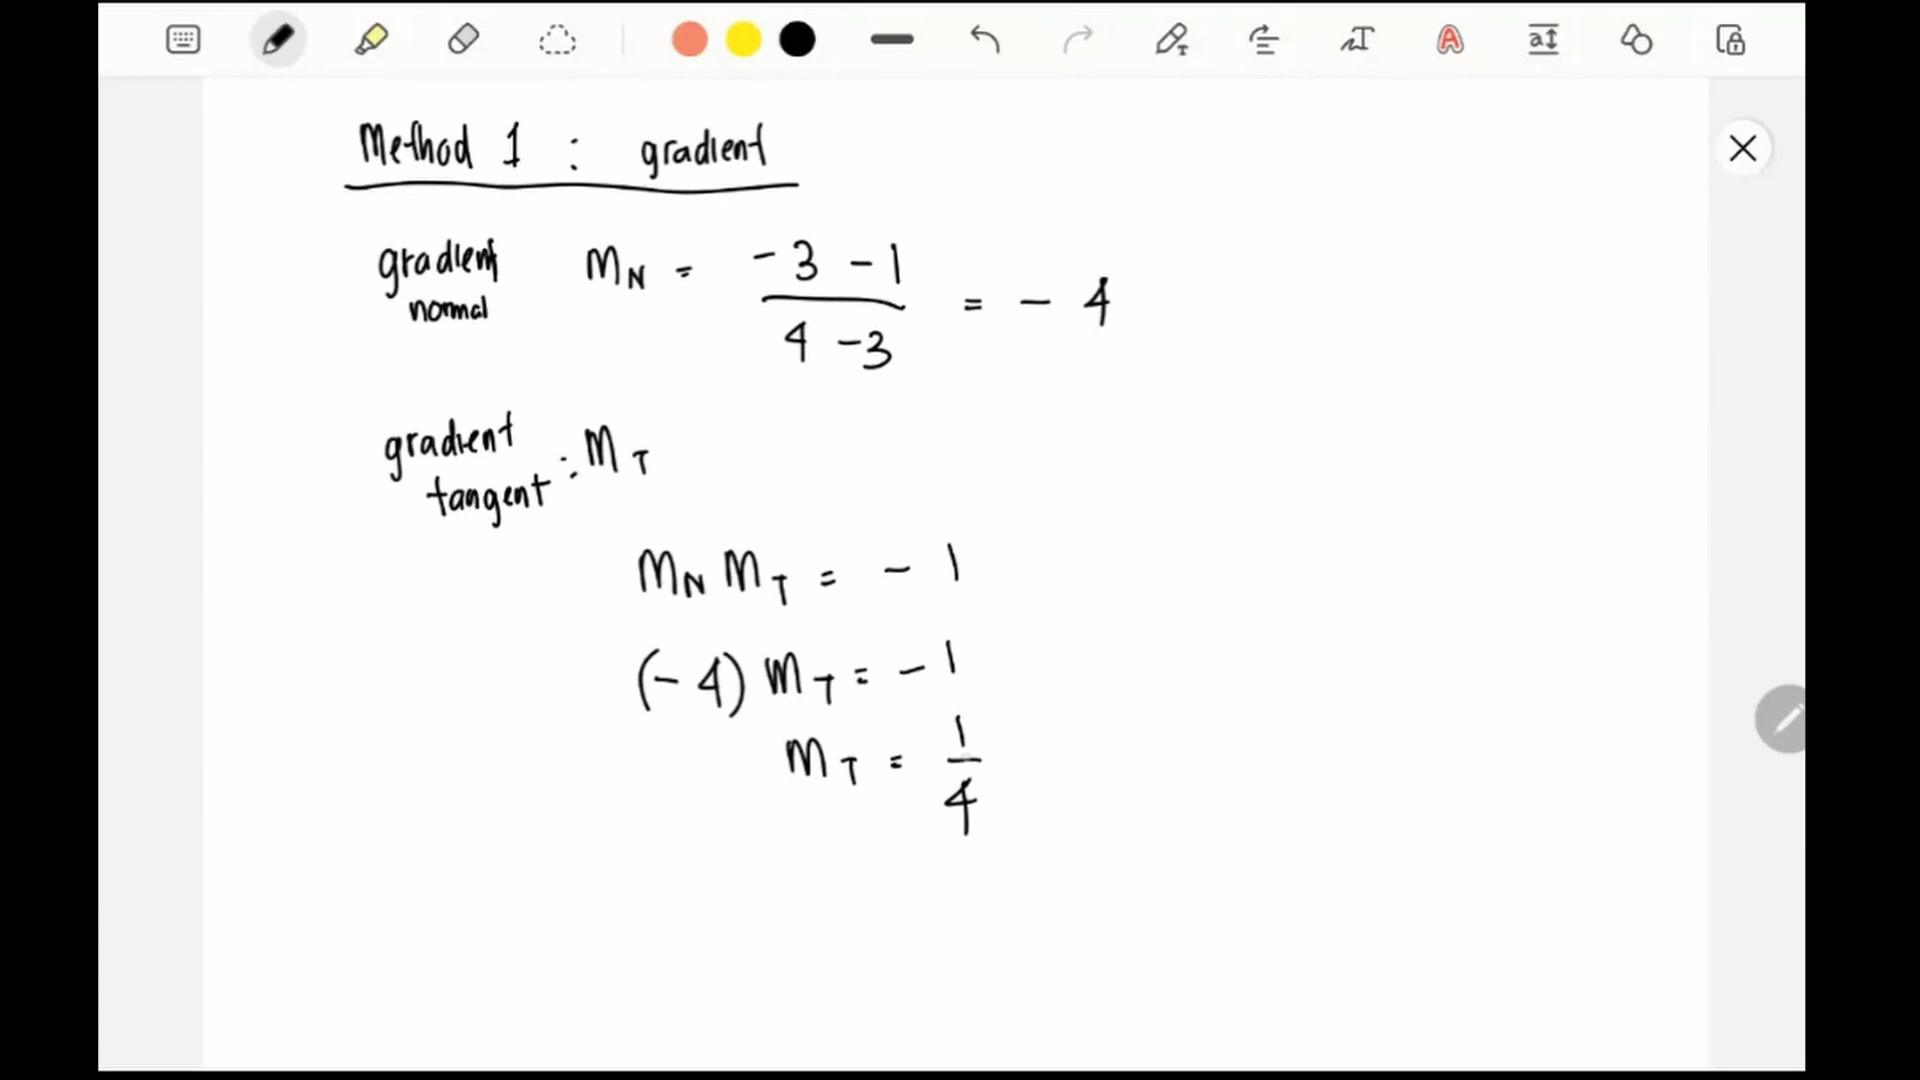 Method 1 : gradient
gradient normal m_N = (-3 -1)/(4 -3) = - 4
gradient tangent : m_T
m_N m_T = - 1
(- 4) m_T = - 1
m_T = 1/4